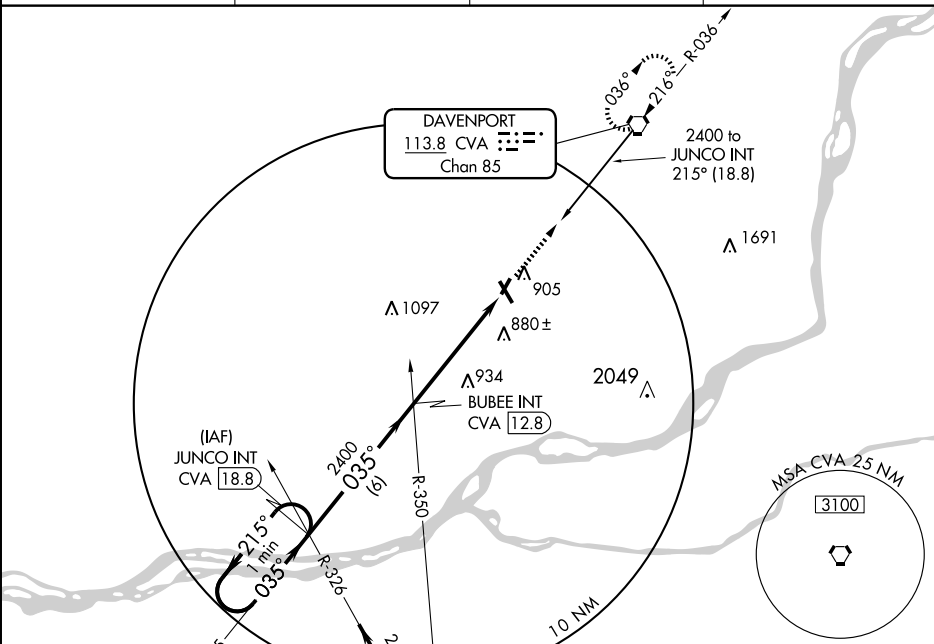 036°
216°
R-036
DAVENPORT
113.8 CVA
Chan 85
2400 to
JUNCO INT
215° (18.8)
1691
905
1097
880±
934
2049
BUBEE INT
CVA 12.8
(IAF)
JUNCO INT
CVA 18.8
2400
035°
(6)
R-350
MSA CVA 25 NM
3100
215°
1 min
035°
R-326
10 NM
2